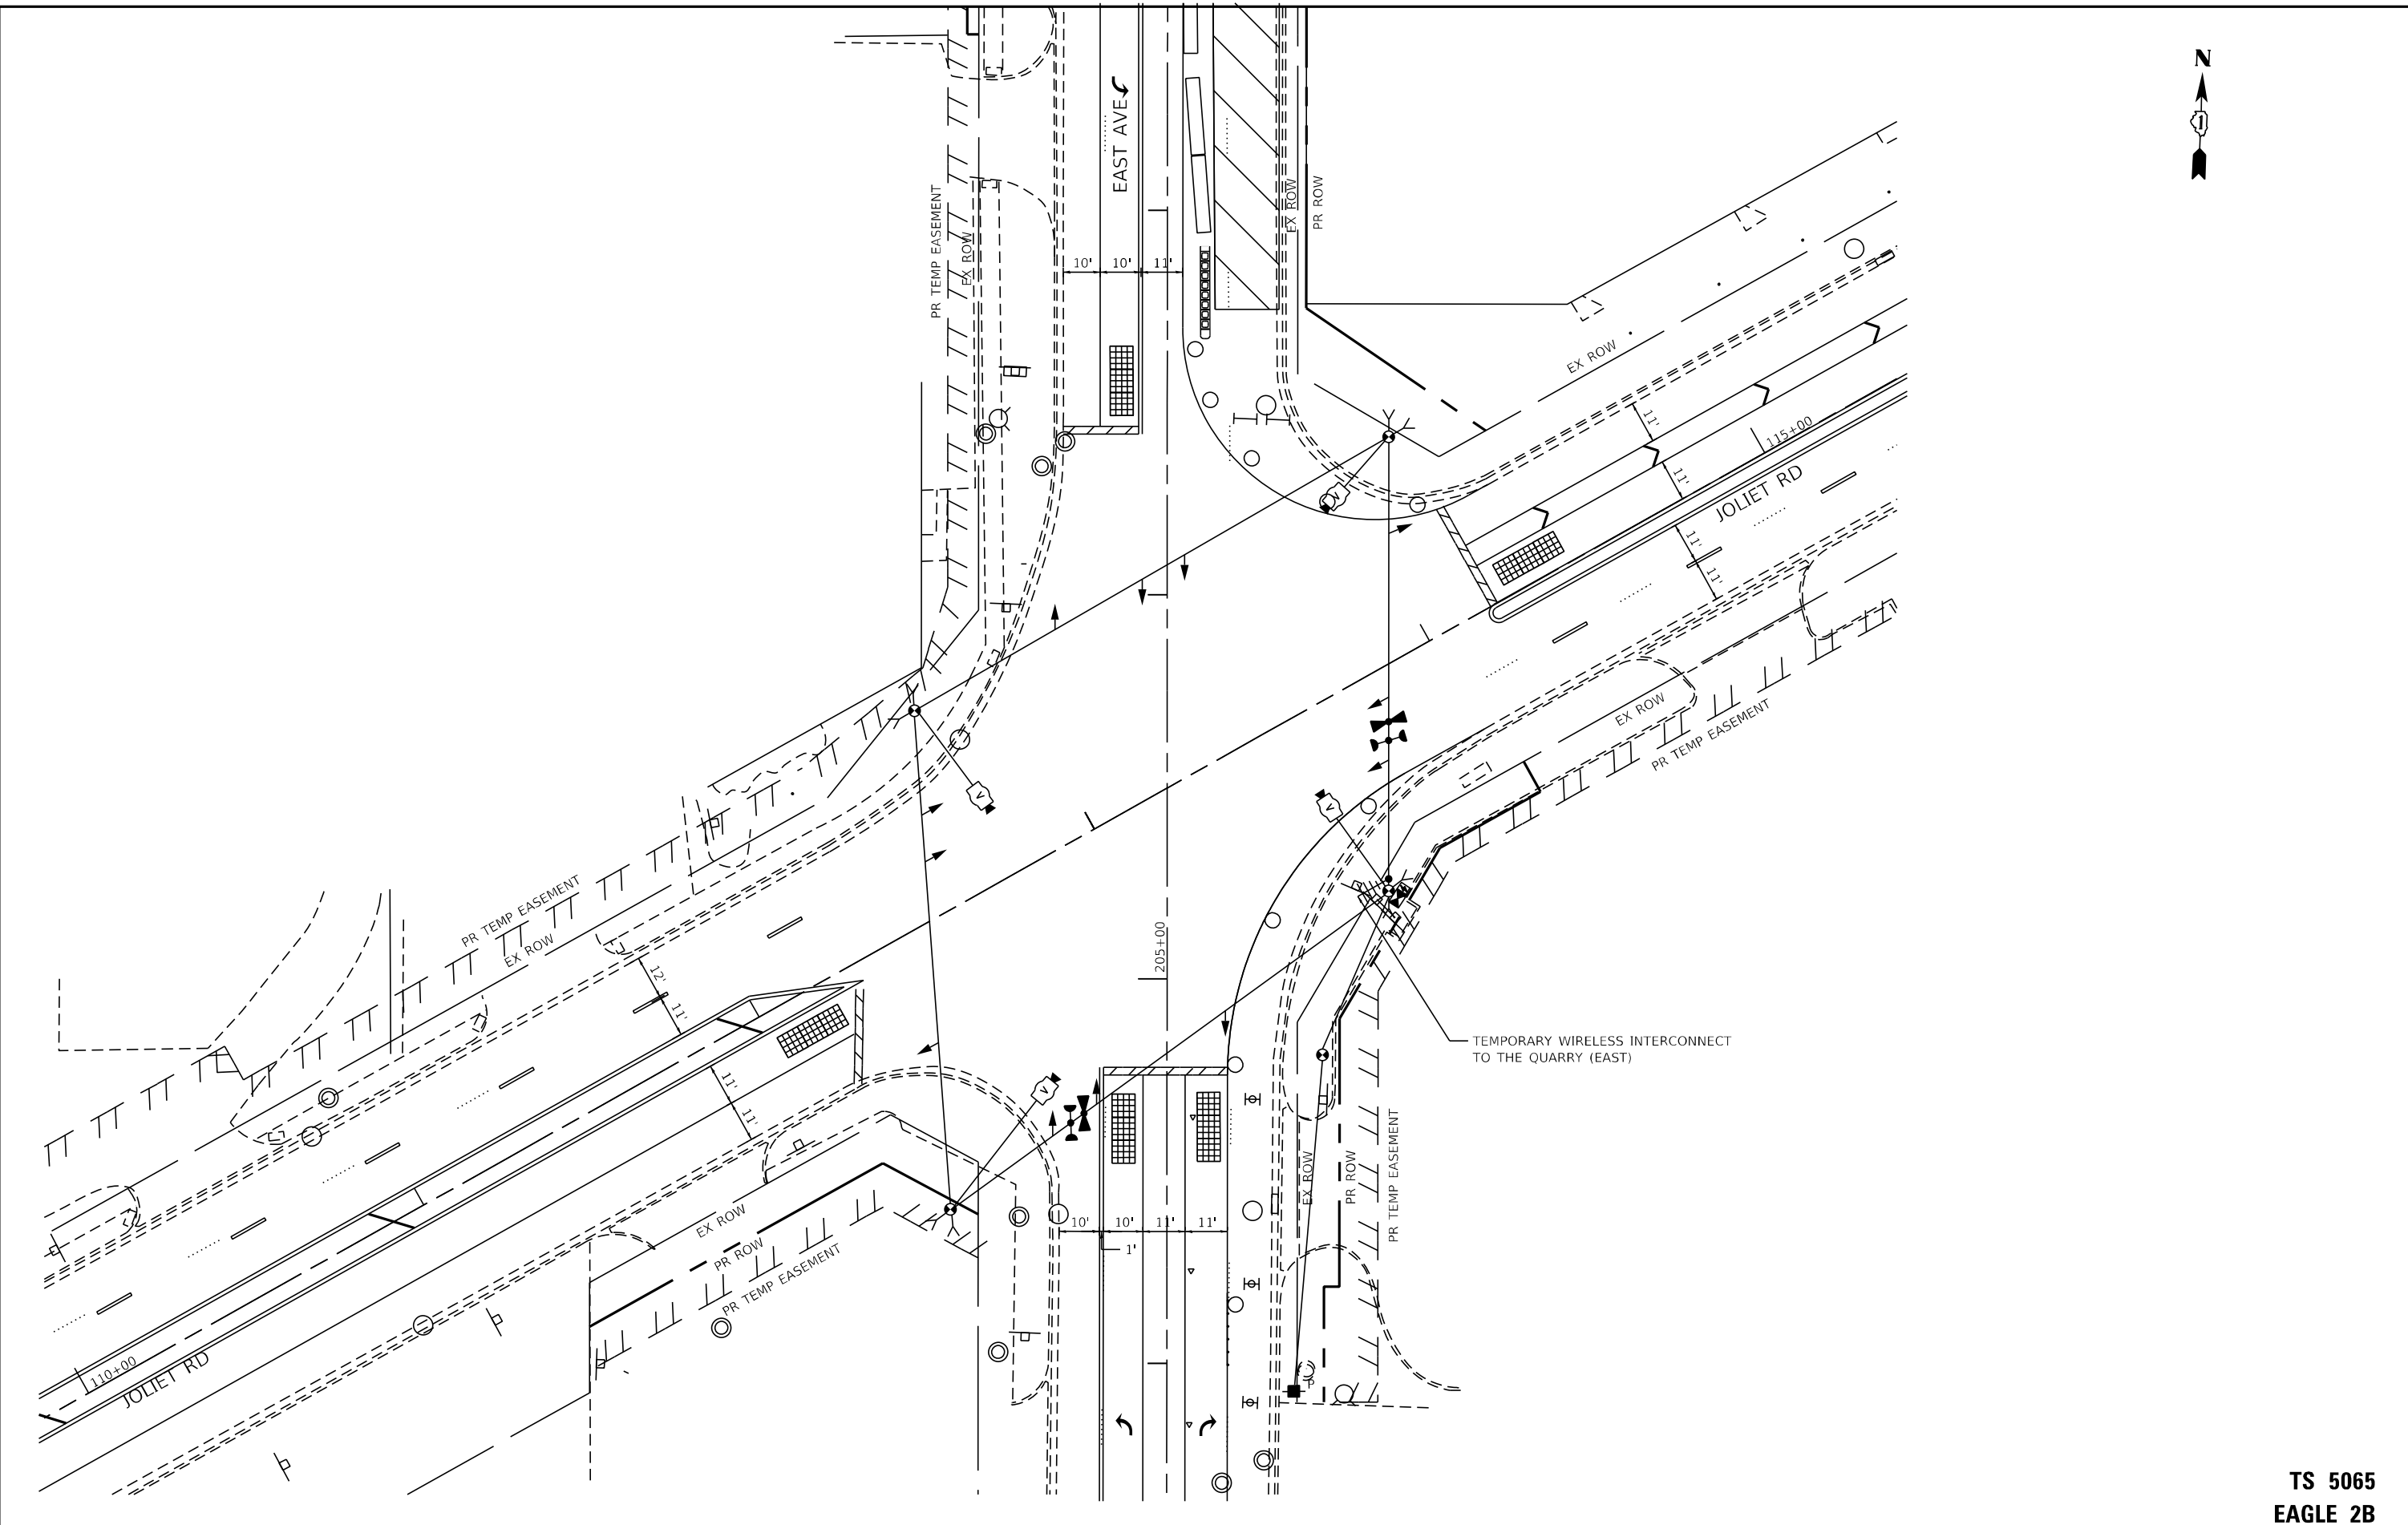 N
1
EAST AVE
PR TEMP EASEMENT
EX ROW
EX ROW
PR ROW
10'
10'
11'
EX ROW
11'
115+00
11'
JOLIET RD
11'
11'
V
V
EX ROW
PR TEMP EASEMENT
V
PR TEMP EASEMENT
EX ROW
205+00
12'
11'
TEMPORARY WIRELESS INTERCONNECT
TO THE QUARRY (EAST)
V
11'
11'
EX ROW
PR ROW
PR TEMP EASEMENT
EX ROW
PR ROW
PR TEMP EASEMENT
10'
10'
11'
11'
1'
110+00
JOLIET RD
P
TS 5065
EAGLE 2B